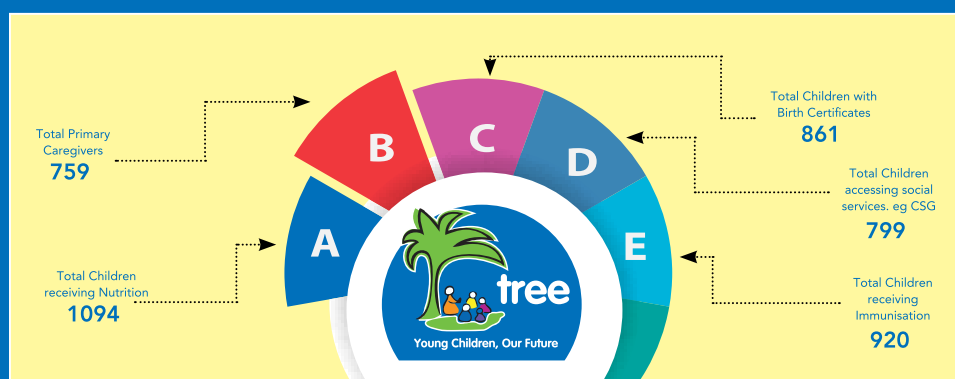 Total Primary
Caregivers
759
Total Children
receiving Nutrition
1094
A
B
C
D
E
tree
Young Children, Our Future
Total Children with
Birth Certificates
861
Total Children
accessing social
services. eg CSG
799
Total Children
receiving
Immunisation
920